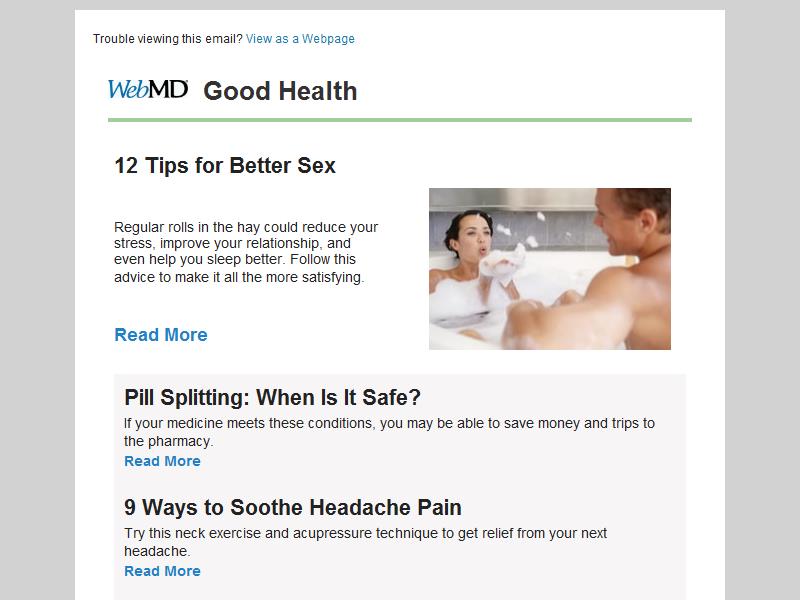 Trouble viewing this email? View as a Webpage
WebMD Good Health
12 Tips for Better Sex
Regular rolls in the hay could reduce your
stress, improve your relationship, and
even help you sleep better. Follow this
advice to make it all the more satisfying.
Read More
Pill Splitting: When Is It Safe?
If your medicine meets these conditions, you may be able to save money and trips to
the pharmacy.
Read More
9 Ways to Soothe Headache Pain
Try this neck exercise and acupressure technique to get relief from your next
headache.
Read More